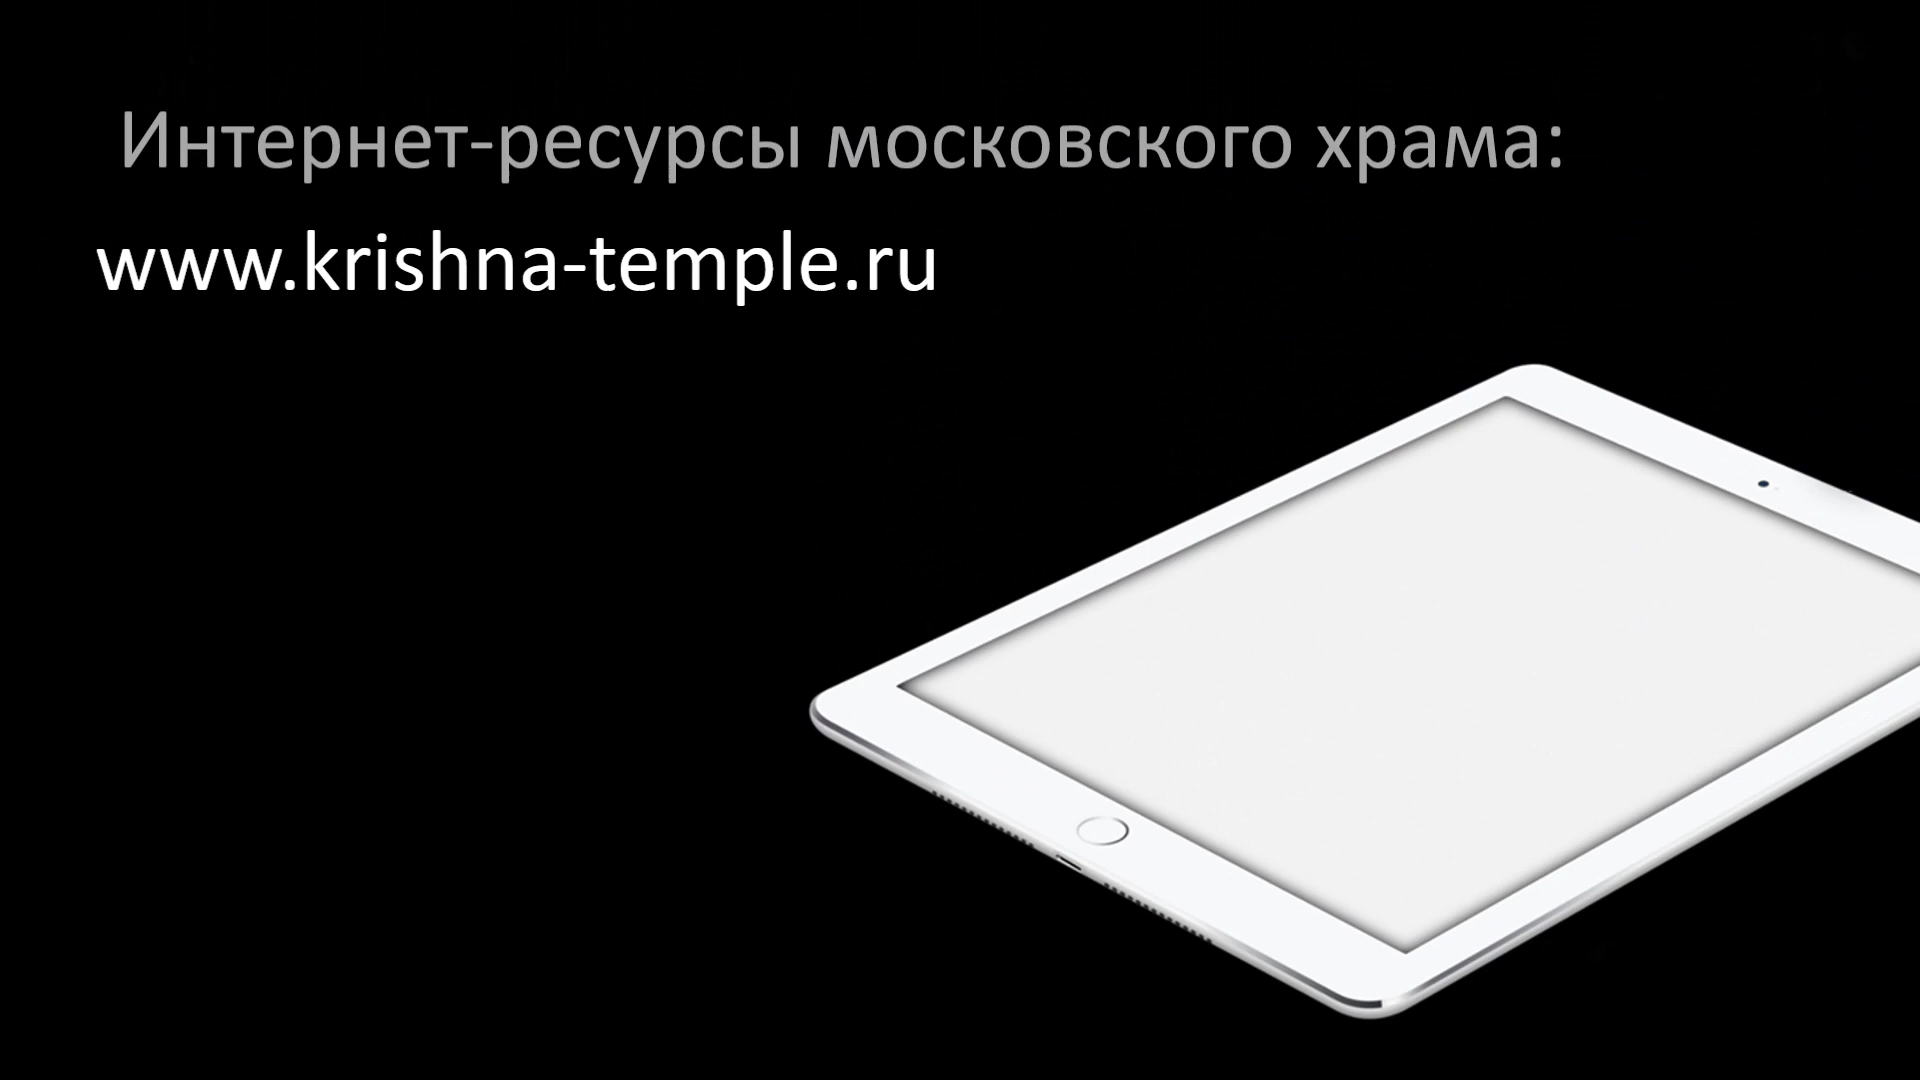 Интернет-ресурсы московского храма:
www.krishna-temple.ru